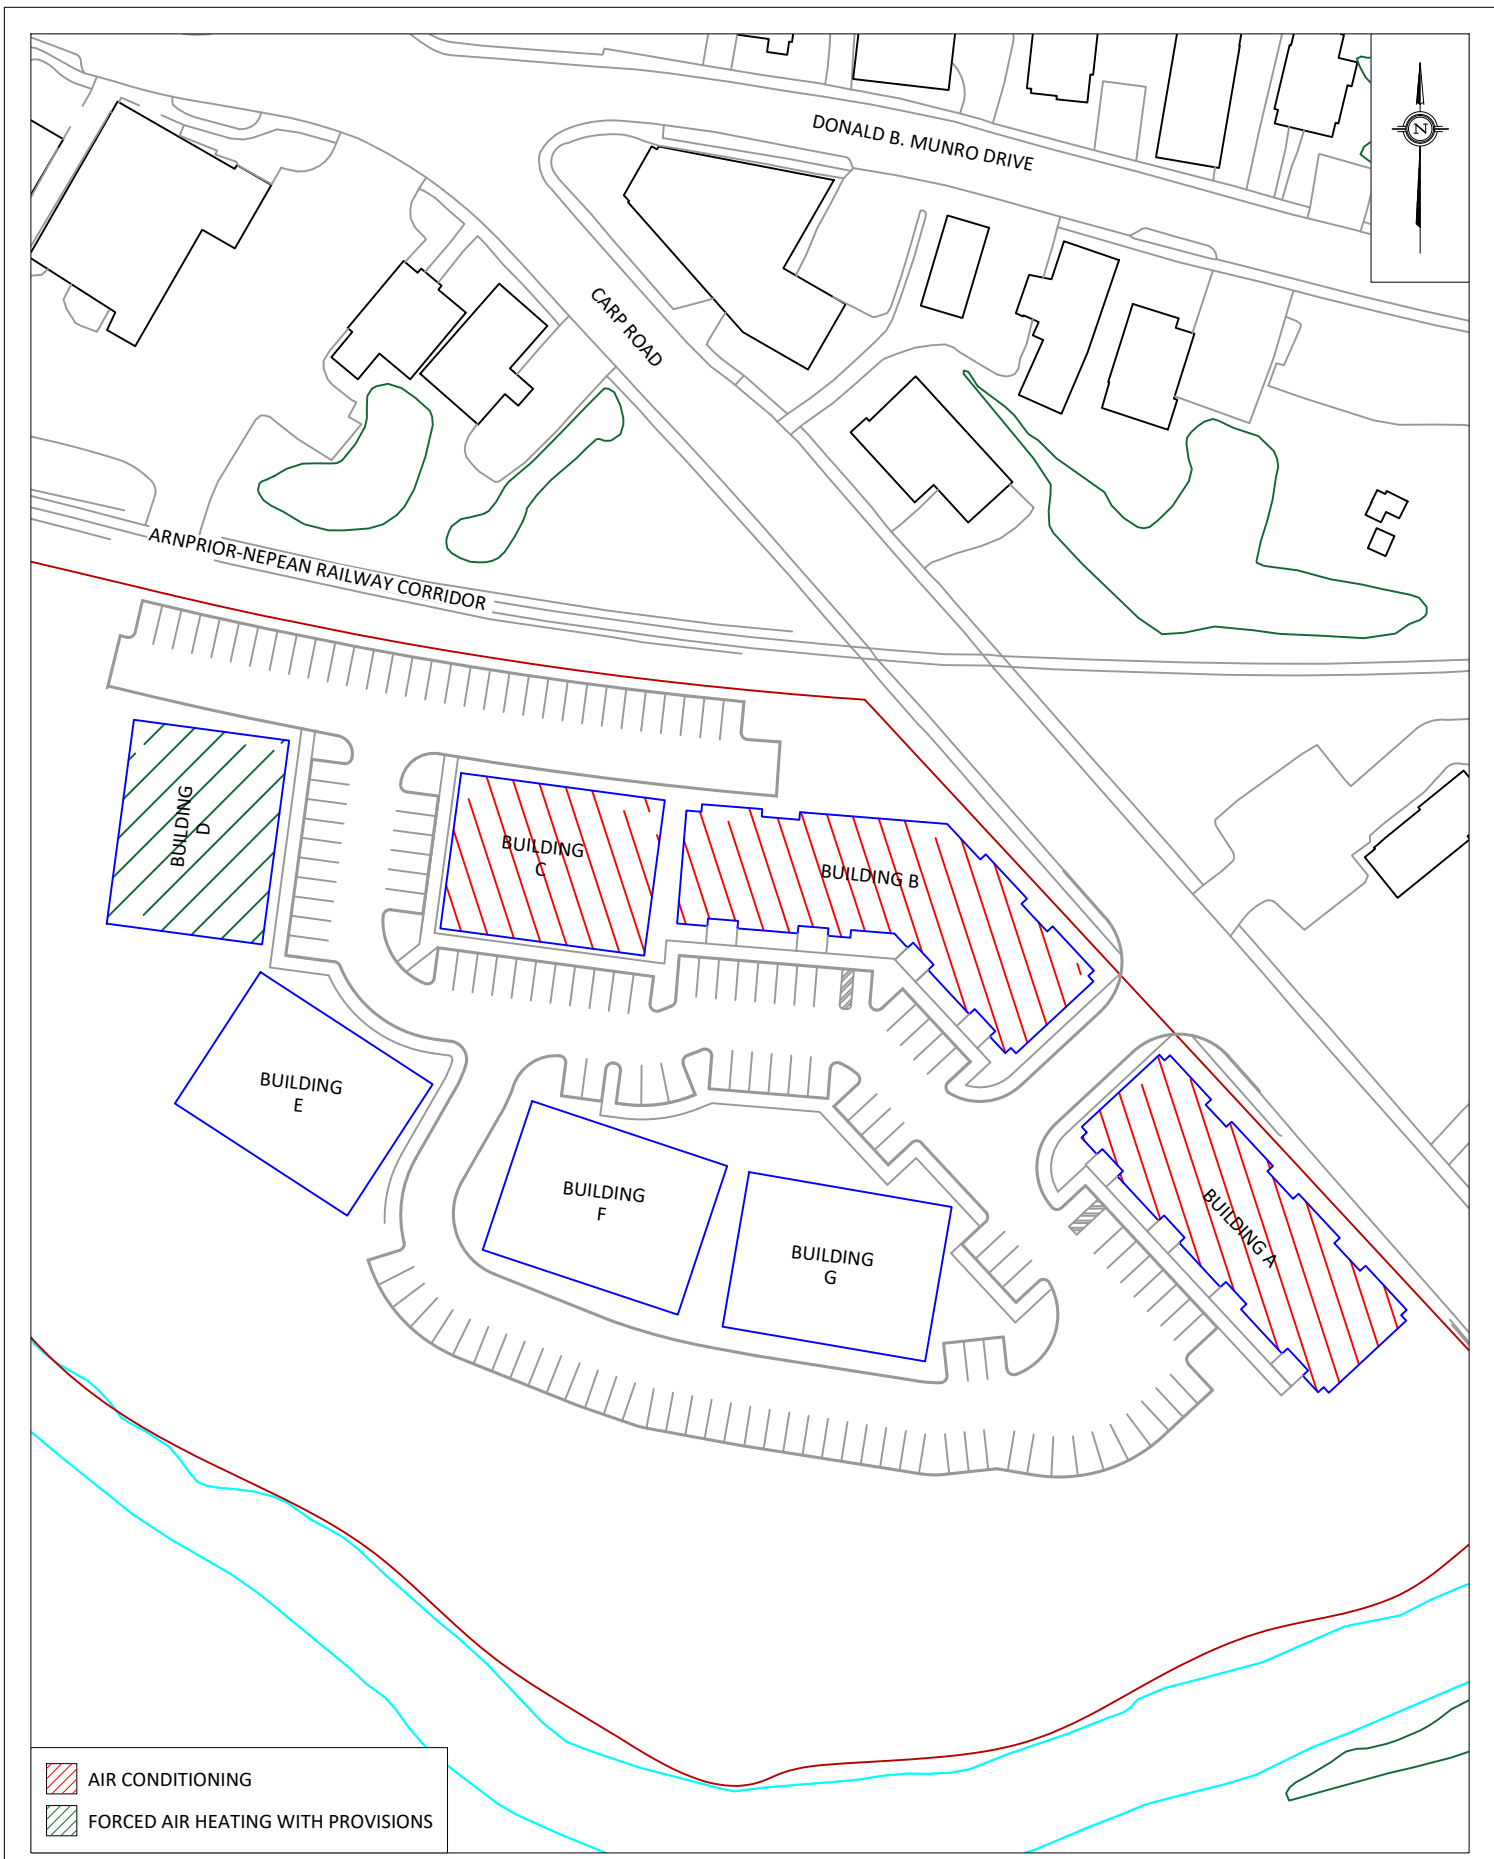 DONALD B. MUNRO DRIVE
N
CARP ROAD
ARNPRIOR-NEPEAN RAILWAY CORRIDOR
BUILDING
D
BUILDING
C
BUILDING B
BUILDING
E
BUILDING
F
BUILDING
G
BUILDING A
AIR CONDITIONING
FORCED AIR HEATING WITH PROVISIONS